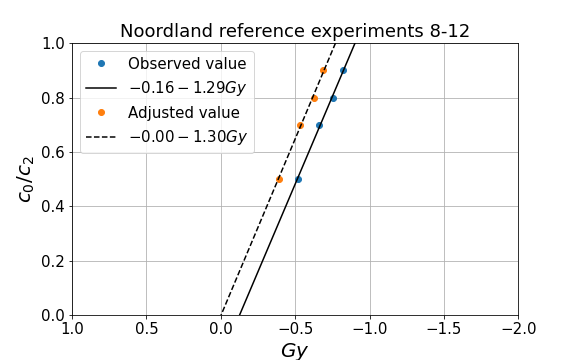 Noordland reference experiments 8-12
Observed value
−0.16 − 1.29Gy
Adjusted value
−0.00 − 1.30Gy
c₀/c₂
1.0
0.8
0.6
0.4
0.2
0.0
1.0 0.5 0.0 −0.5 −1.0 −1.5 −2.0
Gy